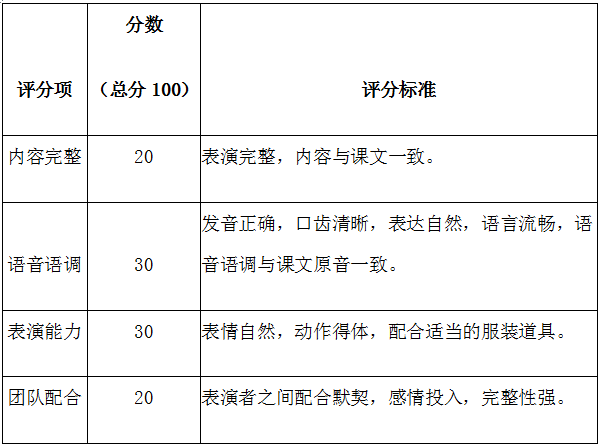 分数
评分项 （总分 100） 评分标准
内容完整 20 表演完整，内容与课文一致。
发音正确，口齿清晰，表达自然，语言流畅，语
语音语调 30 音语调与课文原音一致。
表演能力 30 表情自然，动作得体，配合适当的服装道具。
团队配合 20 表演者之间配合默契，感情投入，完整性强。